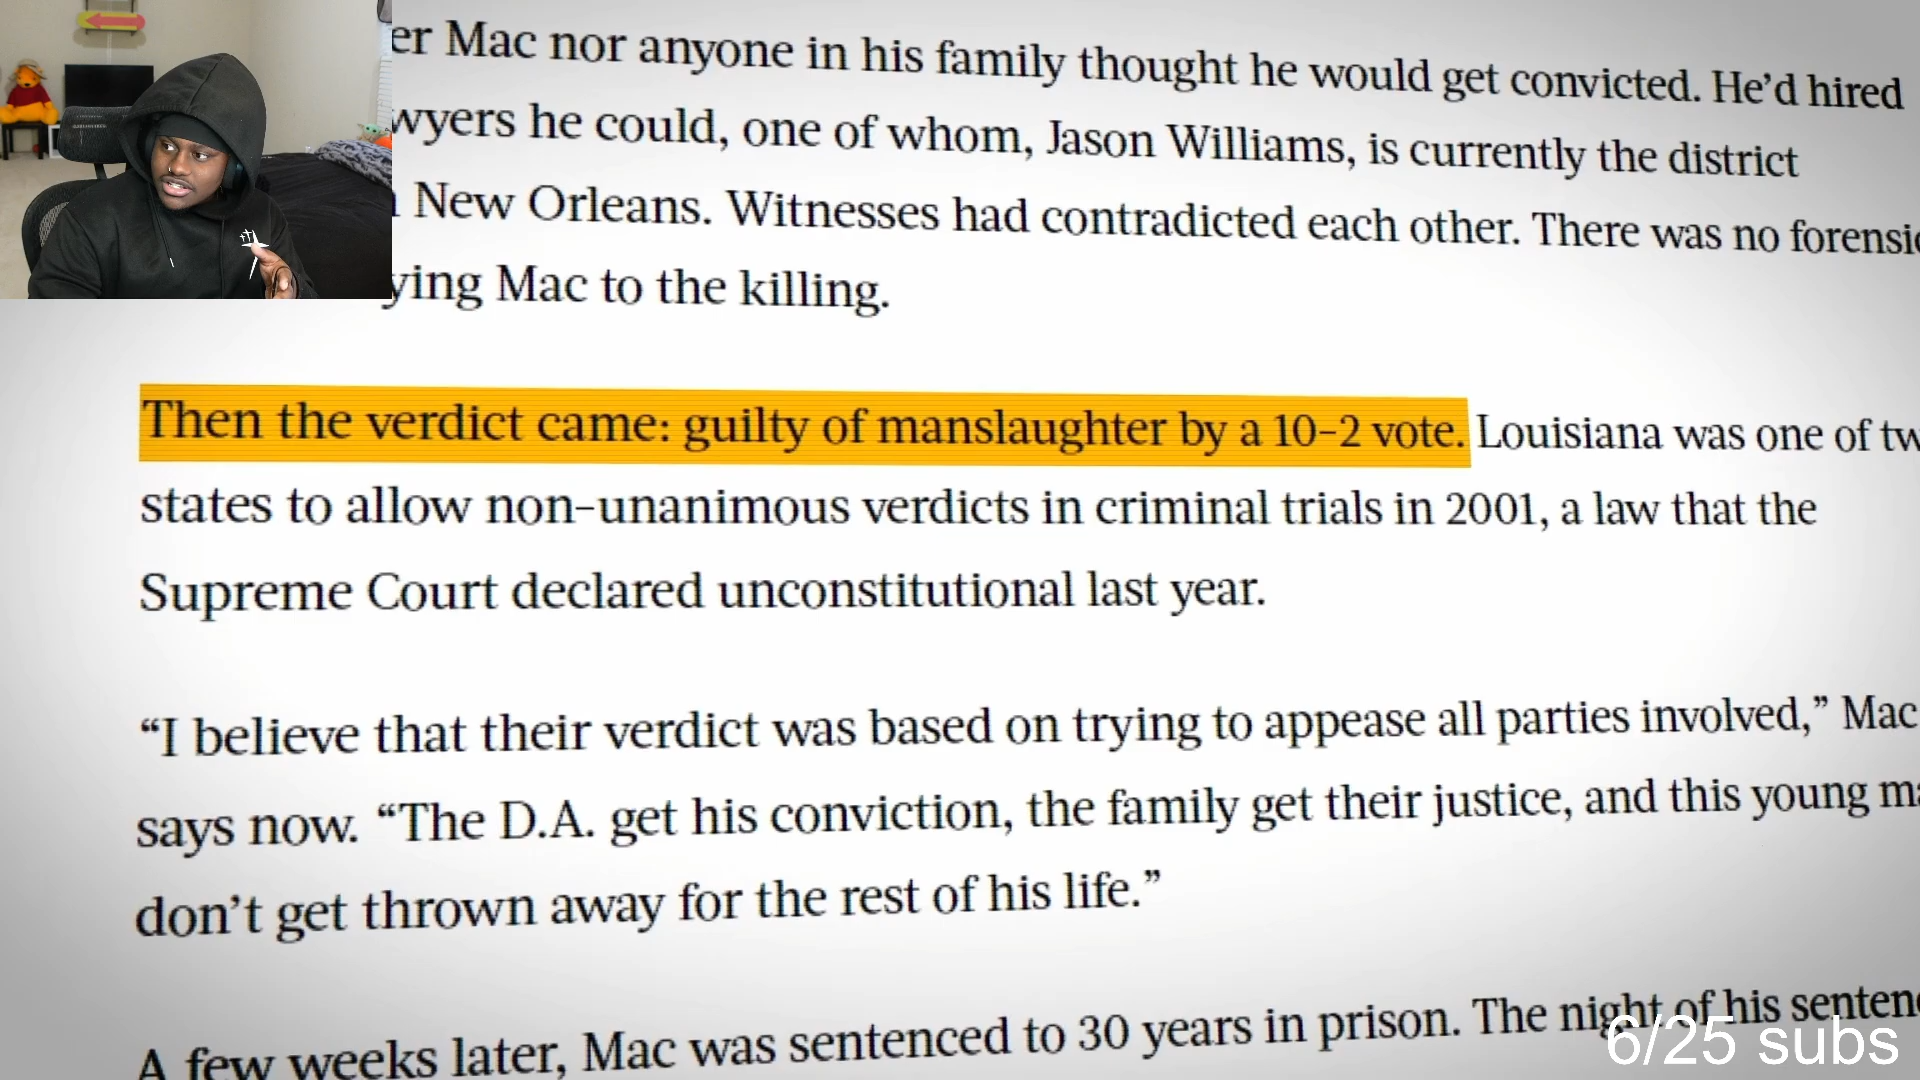 er Mac nor anyone in his family thought he would get convicted. He’d hired
wyers he could, one of whom, Jason Williams, is currently the district
New Orleans. Witnesses had contradicted each other. There was no forensic
ying Mac to the killing.
Then the verdict came: guilty of manslaughter by a 10–2 vote. Louisiana was one of tw
states to allow non-unanimous verdicts in criminal trials in 2001, a law that the
Supreme Court declared unconstitutional last year.
“I believe that their verdict was based on trying to appease all parties involved,” Mac
says now. “The D.A. get his conviction, the family get their justice, and this young ma
don’t get thrown away for the rest of his life.”
A few weeks later, Mac was sentenced to 30 years in prison. The night of his sentenc
6/25 subs